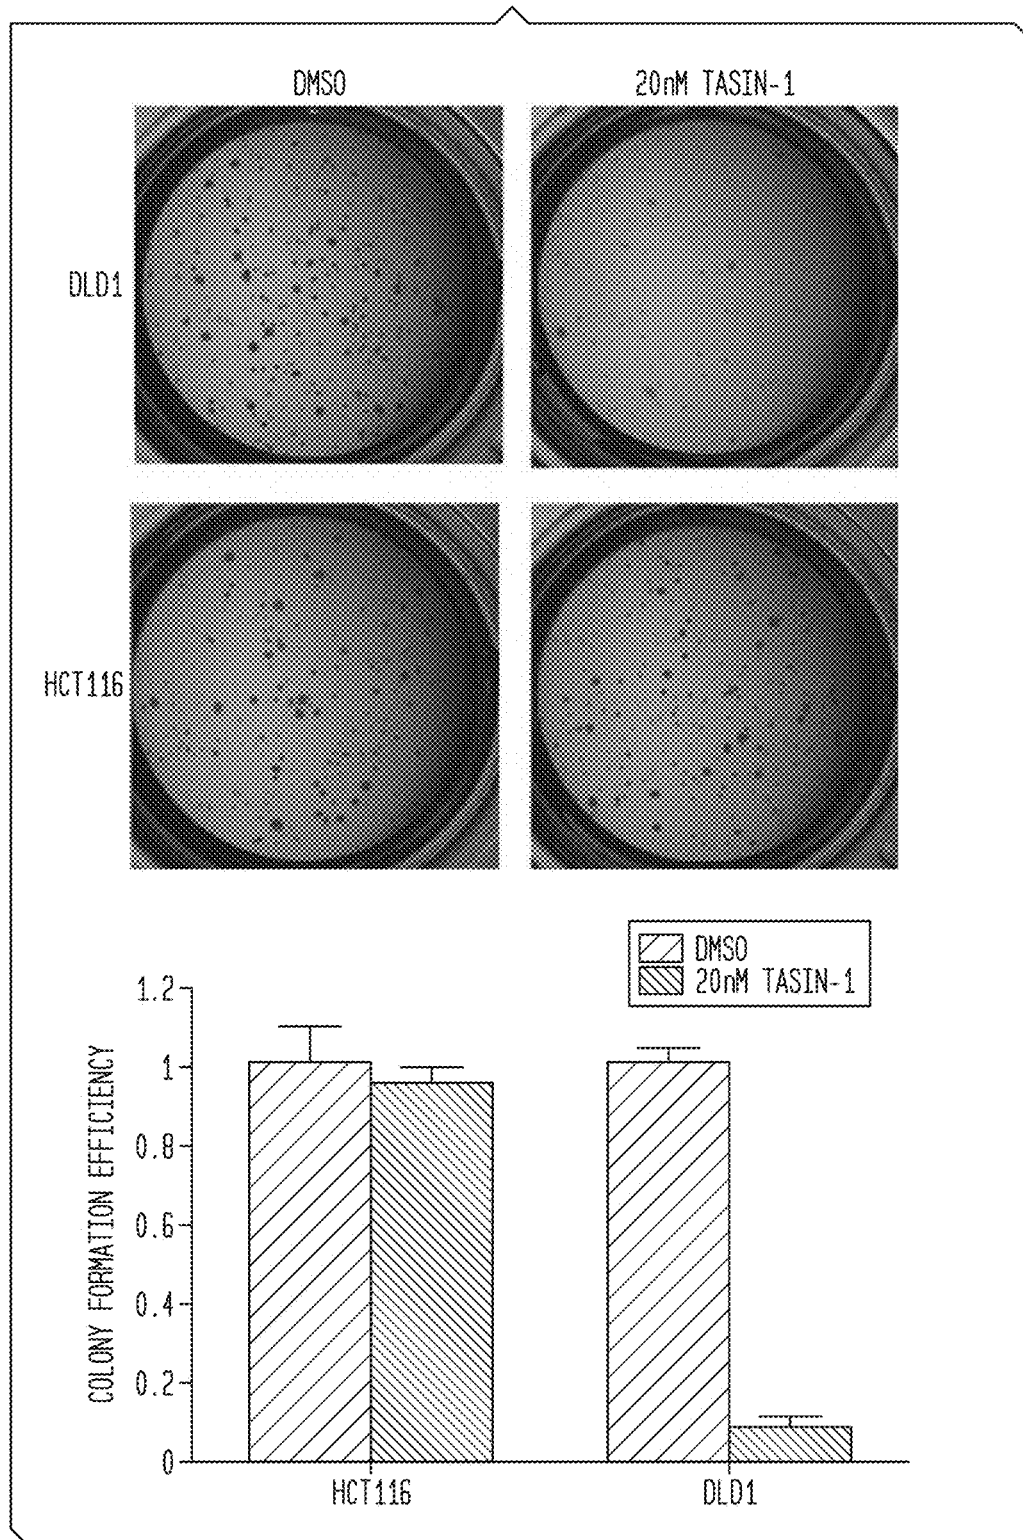 DMSO
20nM TASIN-1
DLD1
HCT116
DMSO
20nM TASIN-1
COLONY FORMATION EFFICIENCY
1.2
1
0.8
0.6
0.4
0.2
0
HCT116
DLD1